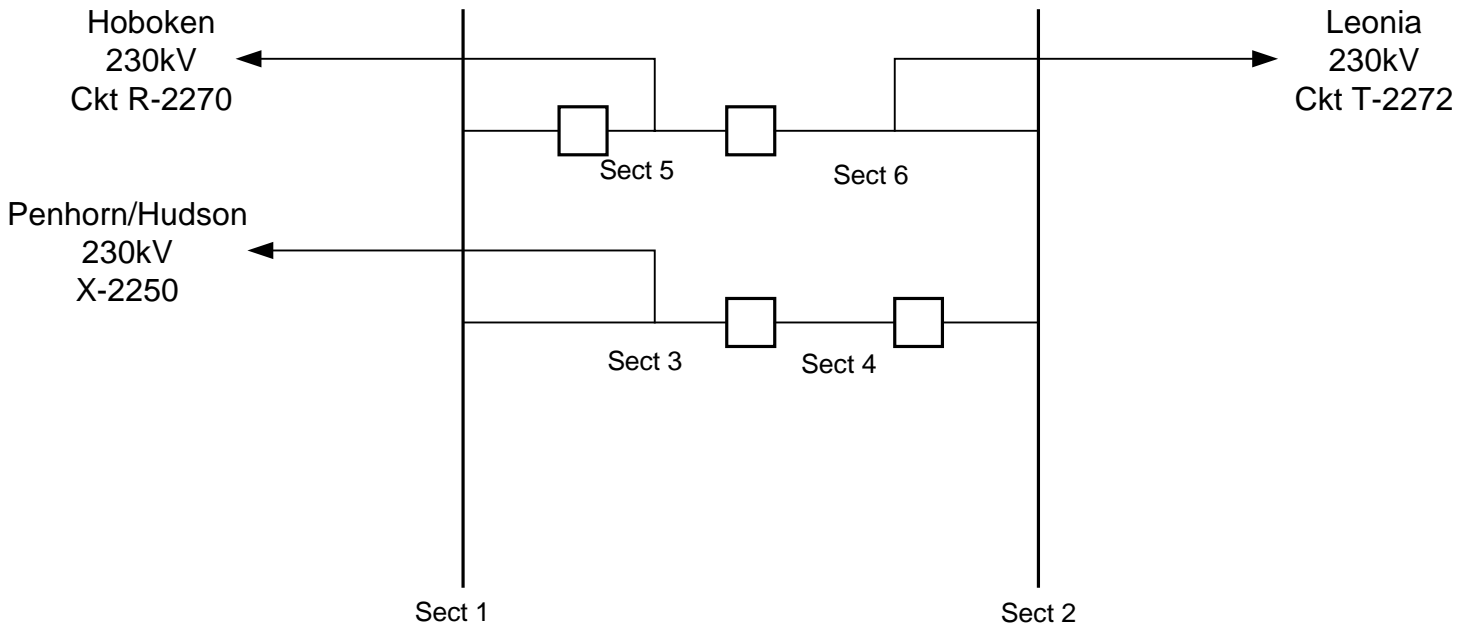 Hoboken
230kV
Ckt R-2270
Leonia
230kV
Ckt T-2272
Sect 5
Sect 6
Penhorn/Hudson
230kV
X-2250
Sect 3
Sect 4
Sect 1
Sect 2